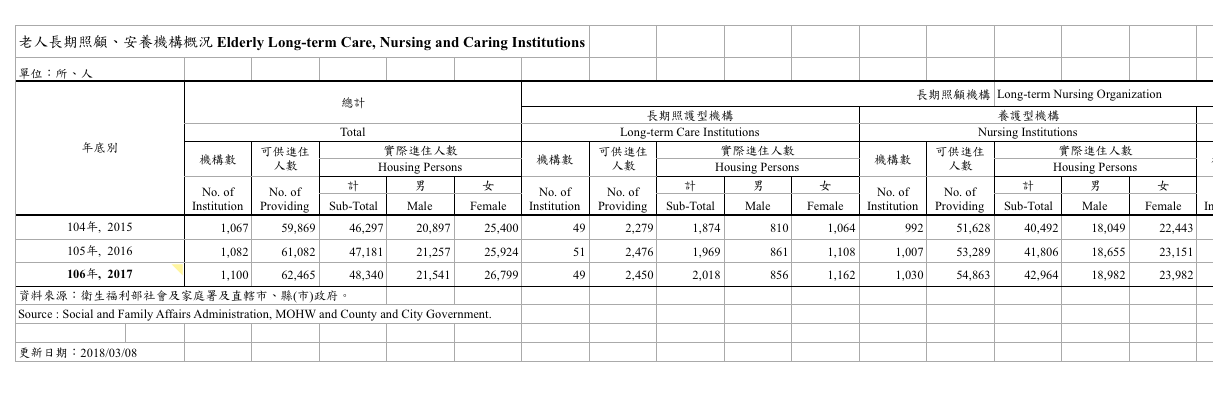 老人長期照顧、安養機構概況 Elderly Long-term Care, Nursing and Caring Institutions
單位：所、人
年底別 總計 長期照顧機構 Long-term Nursing Organization
長期照護型機構 養護型機構
Total Long-term Care Institutions Nursing Institutions
機構數 可供進住人數 實際進住人數 機構數 可供進住人數 實際進住人數 機構數 可供進住人數 實際進住人數
Housing Persons Housing Persons Housing Persons
計 男 女 計 男 女 計 男 女
No. of Institution No. of Providing Sub-Total Male Female No. of Institution No. of Providing Sub-Total Male Female No. of Institution No. of Providing Sub-Total Male Female
104年, 2015 1,067 59,869 46,297 20,897 25,400 49 2,279 1,874 810 1,064 992 51,628 40,492 18,049 22,443
105年, 2016 1,082 61,082 47,181 21,257 25,924 51 2,476 1,969 861 1,108 1,007 53,289 41,806 18,655 23,151
106年, 2017 1,100 62,465 48,340 21,541 26,799 49 2,450 2,018 856 1,162 1,030 54,863 42,964 18,982 23,982
資料來源：衛生福利部社會及家庭署及直轄市、縣(市)政府。
Source : Social and Family Affairs Administration, MOHW and County and City Government.
更新日期：2018/03/08